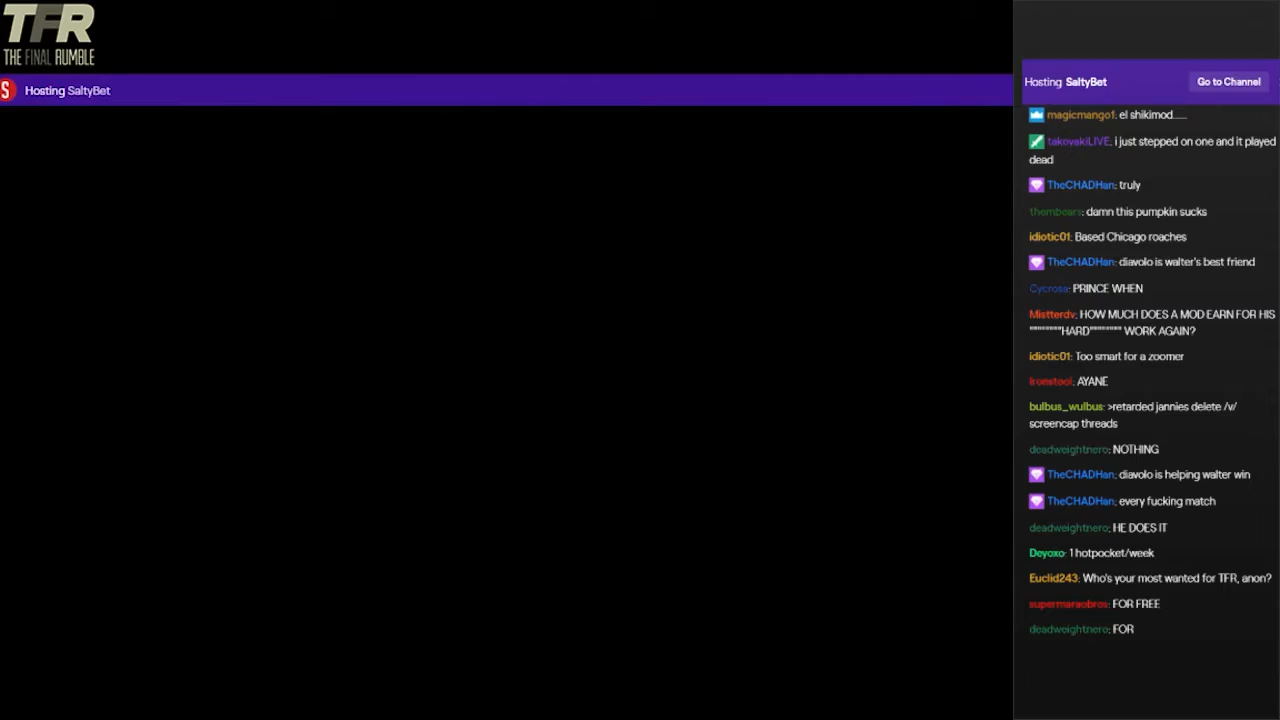 TFR
THE FINAL RUMBLE
S
Hosting SaltyBet
Hosting SaltyBet
Go to Channel
magicmango1: el shikimod......
takoyakiLIVE: i just stepped on one and it played
dead
TheCHADHan: truly
thembears: damn this pumpkin sucks
idiotic01: Based Chicago roaches
TheCHADHan: diavolo is walter's best friend
Cycross: PRINCE WHEN
Mistterdv: HOW MUCH DOES A MOD EARN FOR HIS
""""""""HARD"""""""" WORK AGAIN?
idiotic01: Too smart for a zoomer
Ironstool: AYANE
bulbus_wulbus: >retarded jannies delete /v/
screencap threads
deadweightnero: NOTHING
TheCHADHan: diavolo is helping walter win
TheCHADHan: every fucking match
deadweightnero: HE DOES IT
Deyoxo: 1 hotpocket/week
Euclid243: Who's your most wanted for TFR, anon?
supermaraobros: FOR FREE
deadweightnero: FOR